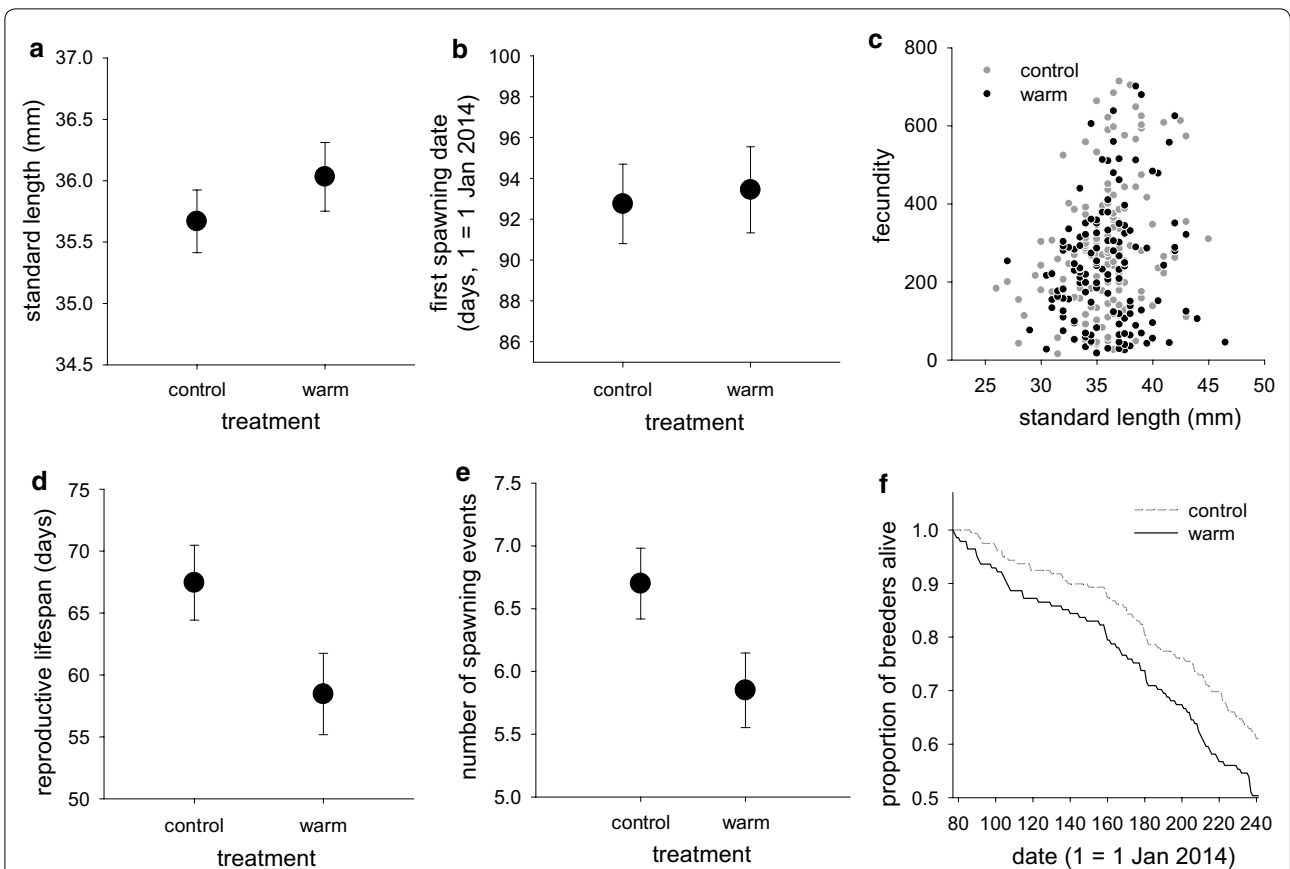 a
standard length (mm)
37.0
36.5
36.0
35.5
35.0
34.5
control
warm
treatment
b
first spawning date
(days, 1 = 1 Jan 2014)
100
98
96
94
92
90
88
86
control
warm
treatment
c
fecundity
800
600
400
200
0
control
warm
25 30 35 40 45 50
standard length (mm)
d
reproductive lifespan (days)
75
70
65
60
55
50
control
warm
treatment
e
number of spawning events
7.5
7.0
6.5
6.0
5.5
5.0
control
warm
treatment
f
proportion of breeders alive
1.0
0.9
0.8
0.7
0.6
0.5
control
warm
80 100 120 140 160 180 200 220 240
date (1 = 1 Jan 2014)